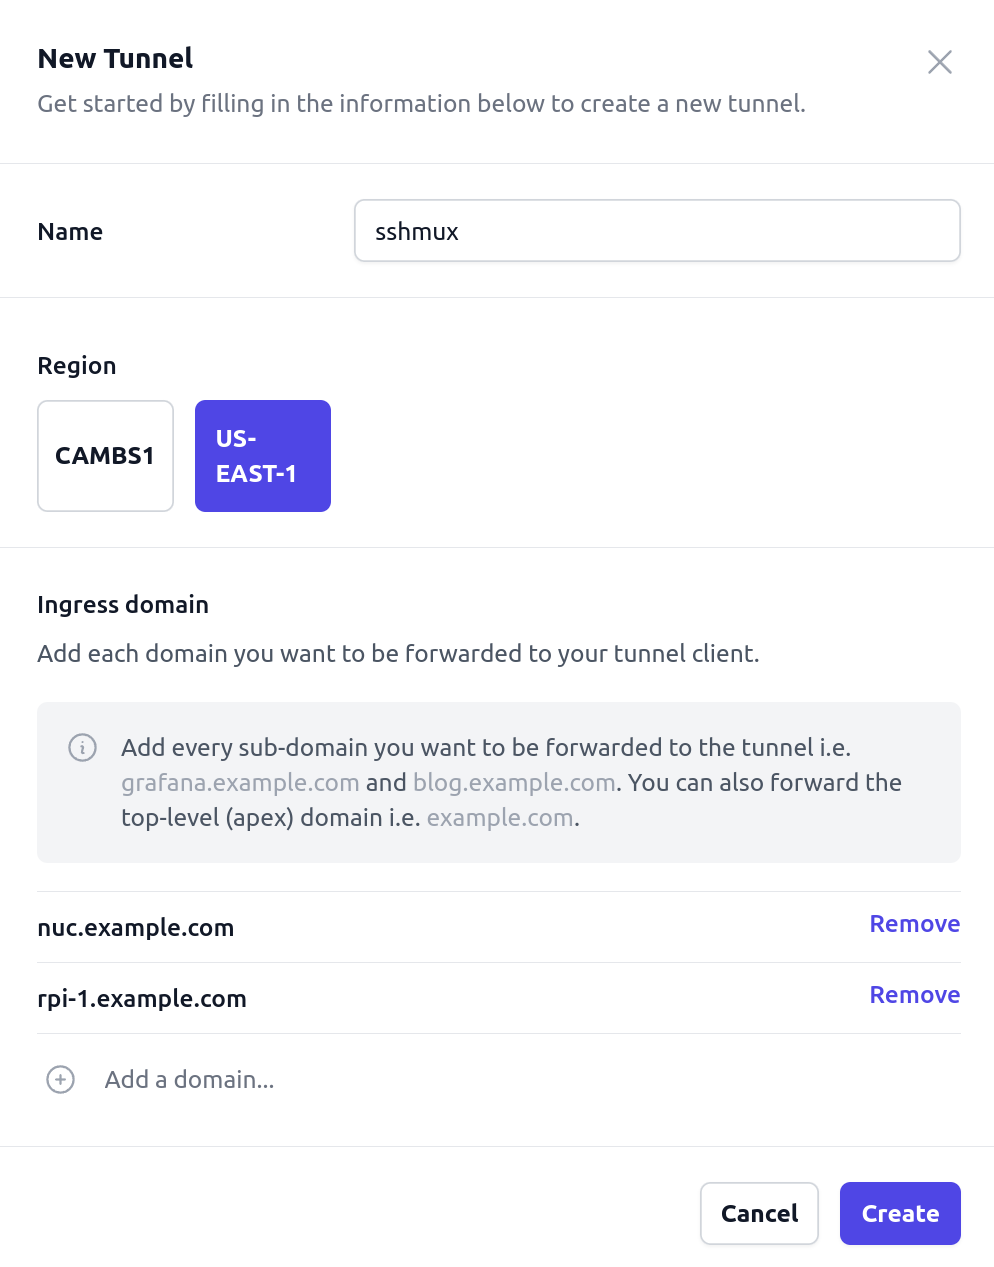 New Tunnel
Get started by filling in the information below to create a new tunnel.
Name
sshmux
Region
CAMBS1
US-
EAST-1
Ingress domain
Add each domain you want to be forwarded to your tunnel client.
Add every sub-domain you want to be forwarded to the tunnel i.e.
grafana.example.com and blog.example.com. You can also forward the
top-level (apex) domain i.e. example.com.
nuc.example.com
Remove
rpi-1.example.com
Remove
Add a domain...
Cancel
Create